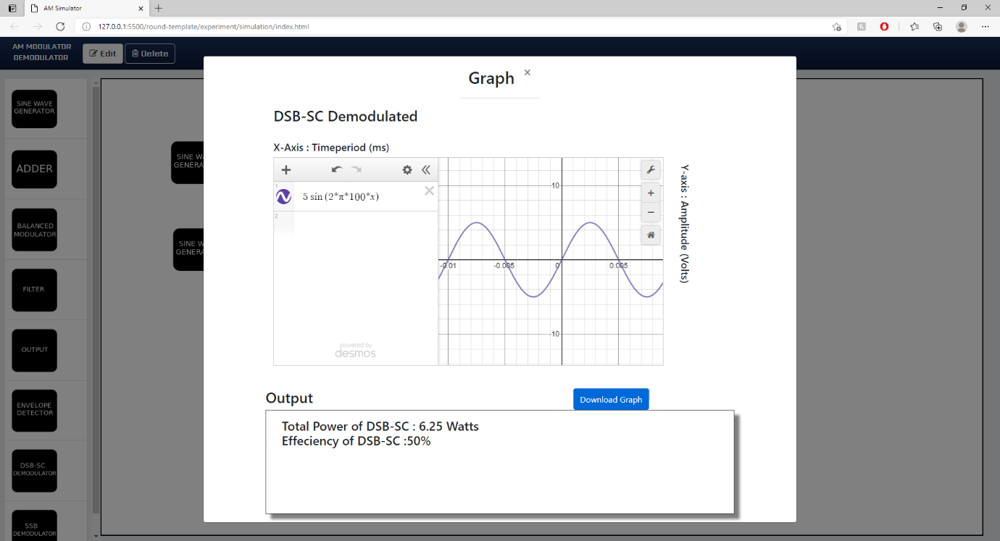 AM Simulator
127.0.0.1:5500/round-template/experiment/simulation/index.html
AM MODULATOR
DEMODULATOR
Edit
Delete
SINE WAVE
GENERATOR
ADDER
BALANCED
MODULATOR
FILTER
OUTPUT
ENVELOPE
DETECTOR
DSB-SC
DEMODULATOR
SSB
DEMODULATOR
SINE WA
GENERA
SINE W
GENERA
Graph
DSB-SC Demodulated
X-Axis : Timeperiod (ms)
1
5 sin (2*π*100*x)
2
powered by
desmos
10
-0.01
-0.005
0
0.005
-10
Y-axis : Amplitude (Volts)
Output
Download Graph
Total Power of DSB-SC : 6.25 Watts
Effeciency of DSB-SC :50%